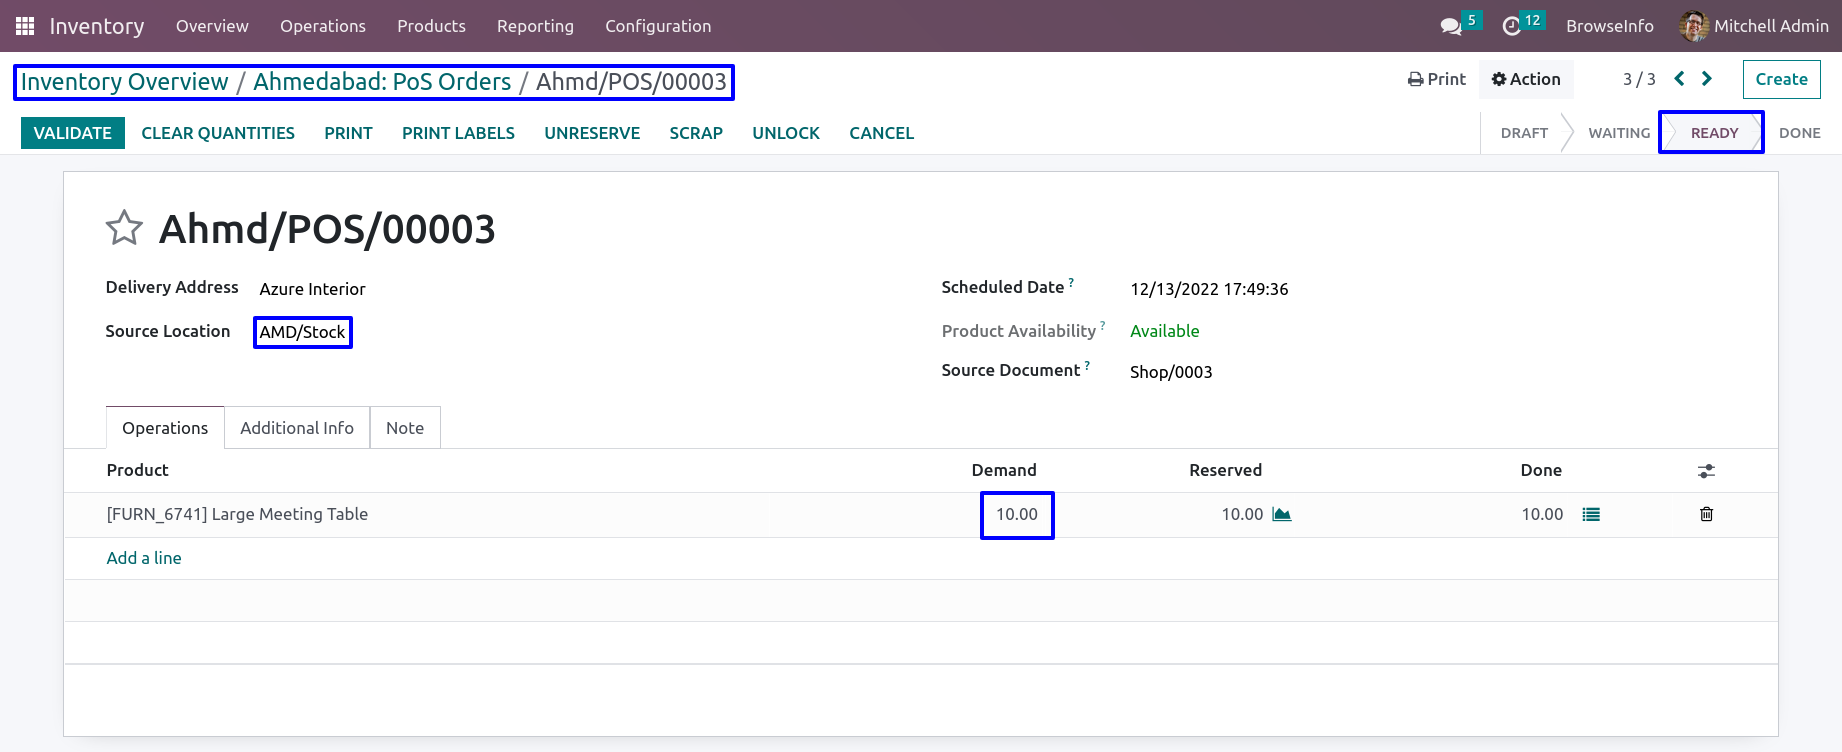 Inventory Overview Operations Products Reporting Configuration 5 12 BrowseInfo Mitchell Admin
Inventory Overview / Ahmedabad: PoS Orders / Ahmd/POS/00003 Print Action 3 / 3 Create
VALIDATE CLEAR QUANTITIES PRINT PRINT LABELS UNRESERVE SCRAP UNLOCK CANCEL DRAFT WAITING READY DONE
Ahmd/POS/00003
Delivery Address Azure Interior Scheduled Date ? 12/13/2022 17:49:36
Source Location AMD/Stock Product Availability ? Available
Source Document ? Shop/0003
Operations Additional Info Note
Product Demand Reserved Done
[FURN_6741] Large Meeting Table 10.00 10.00 10.00
Add a line